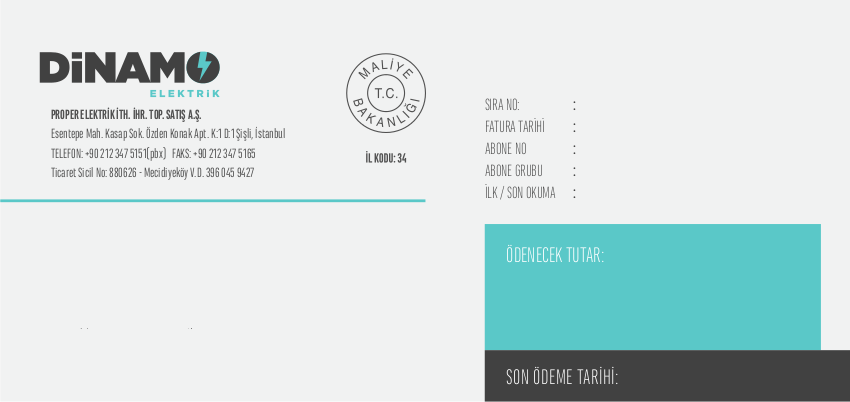 DiNAMO
ELEKTRiK
PROPER ELEKTRİK İTH. İHR. TOP. SATIŞ A.Ş.
Esentepe Mah. Kasap Sok. Özden Konak Apt. K:1 D:1 Şişli, İstanbul
TELEFON: +90 212 347 5151(pbx) FAKS: +90 212 347 5165
Ticaret Sicil No: 880626 - Mecidiyeköy V.D. 396 045 9427
MALİYE
T.C.
BAKANLIĞI
İL KODU: 34
SIRA NO: :
FATURA TARİHİ :
ABONE NO :
ABONE GRUBU :
İLK / SON OKUMA :
ÖDENECEK TUTAR:
SON ÖDEME TARİHİ: